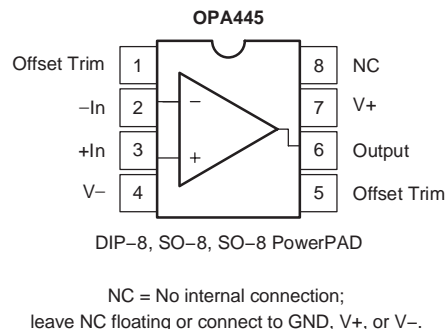 OPA445
Offset Trim 1 8 NC
−In 2 − 7 V+
+In 3 + 6 Output
V− 4 5 Offset Trim
DIP−8, SO−8, SO−8 PowerPAD
NC = No internal connection;
leave NC floating or connect to GND, V+, or V−.